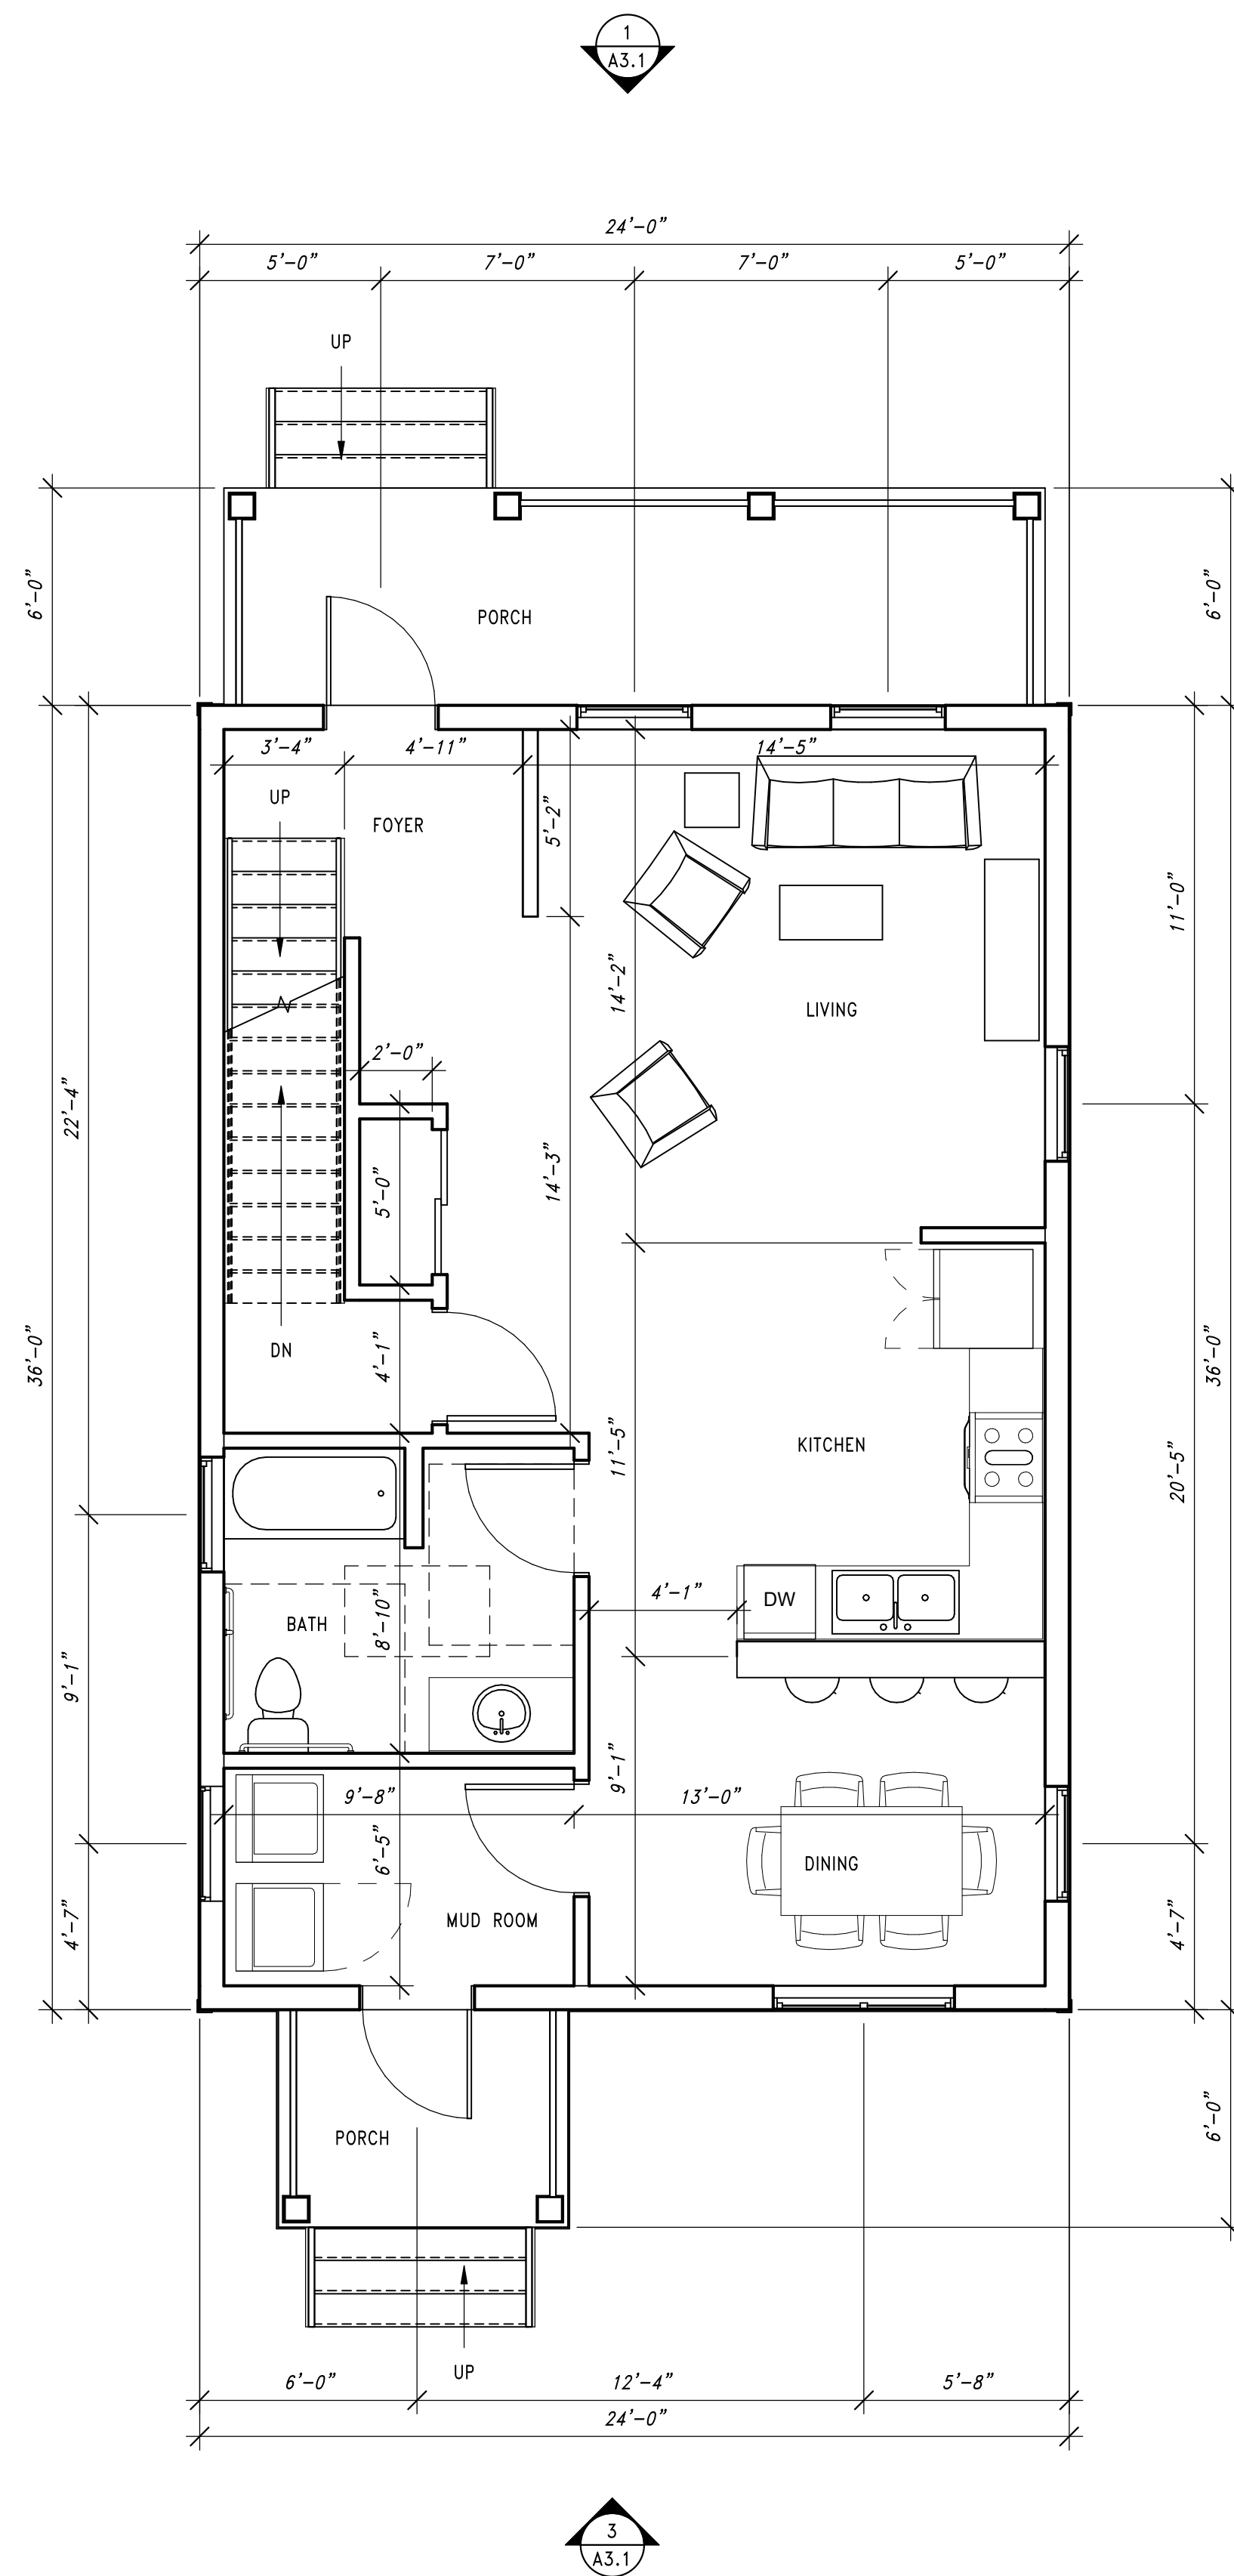 1
A3.1
24'-0"
5'-0"
7'-0"
7'-0"
5'-0"
UP
6'-0"
6'-0"
PORCH
3'-4"
4'-11"
14'-5"
UP
FOYER
5'-2"
11'-0"
14'-2"
LIVING
2'-0"
22'-4"
14'-3"
5'-0"
DN
36'-0"
4'-1"
36'-0"
11'-5"
KITCHEN
20'-5"
4'-1"
DW
BATH
8'-10"
9'-1"
9'-1"
9'-8"
13'-0"
6'-5"
DINING
MUD ROOM
4'-7"
4'-7"
PORCH
6'-0"
UP
6'-0"
12'-4"
5'-8"
24'-0"
3
A3.1